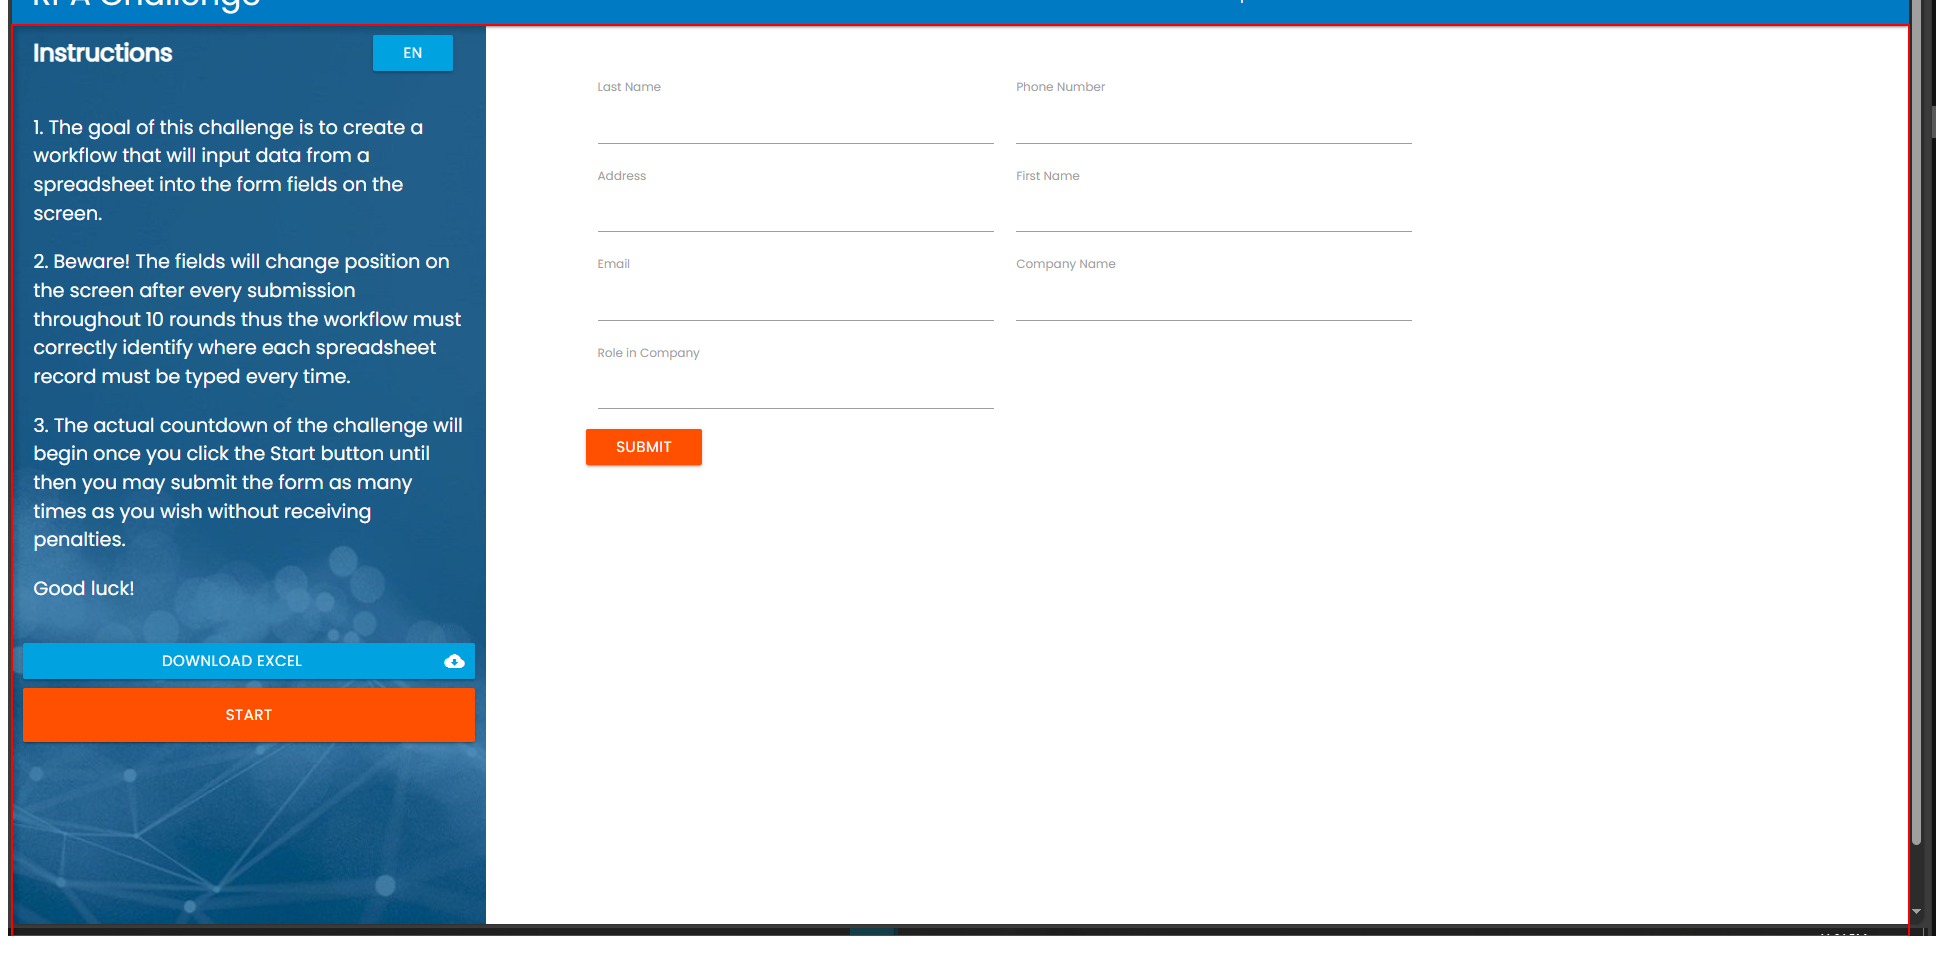 RPA Challenge
Instructions
EN
1. The goal of this challenge is to create a
workflow that will input data from a
spreadsheet into the form fields on the
screen.
2. Beware! The fields will change position on
the screen after every submission
throughout 10 rounds thus the workflow must
correctly identify where each spreadsheet
record must be typed every time.
3. The actual countdown of the challenge will
begin once you click the Start button until
then you may submit the form as many
times as you wish without receiving
penalties.
Good luck!
DOWNLOAD EXCEL
START
Last Name
Phone Number
Address
First Name
Email
Company Name
Role in Company
SUBMIT